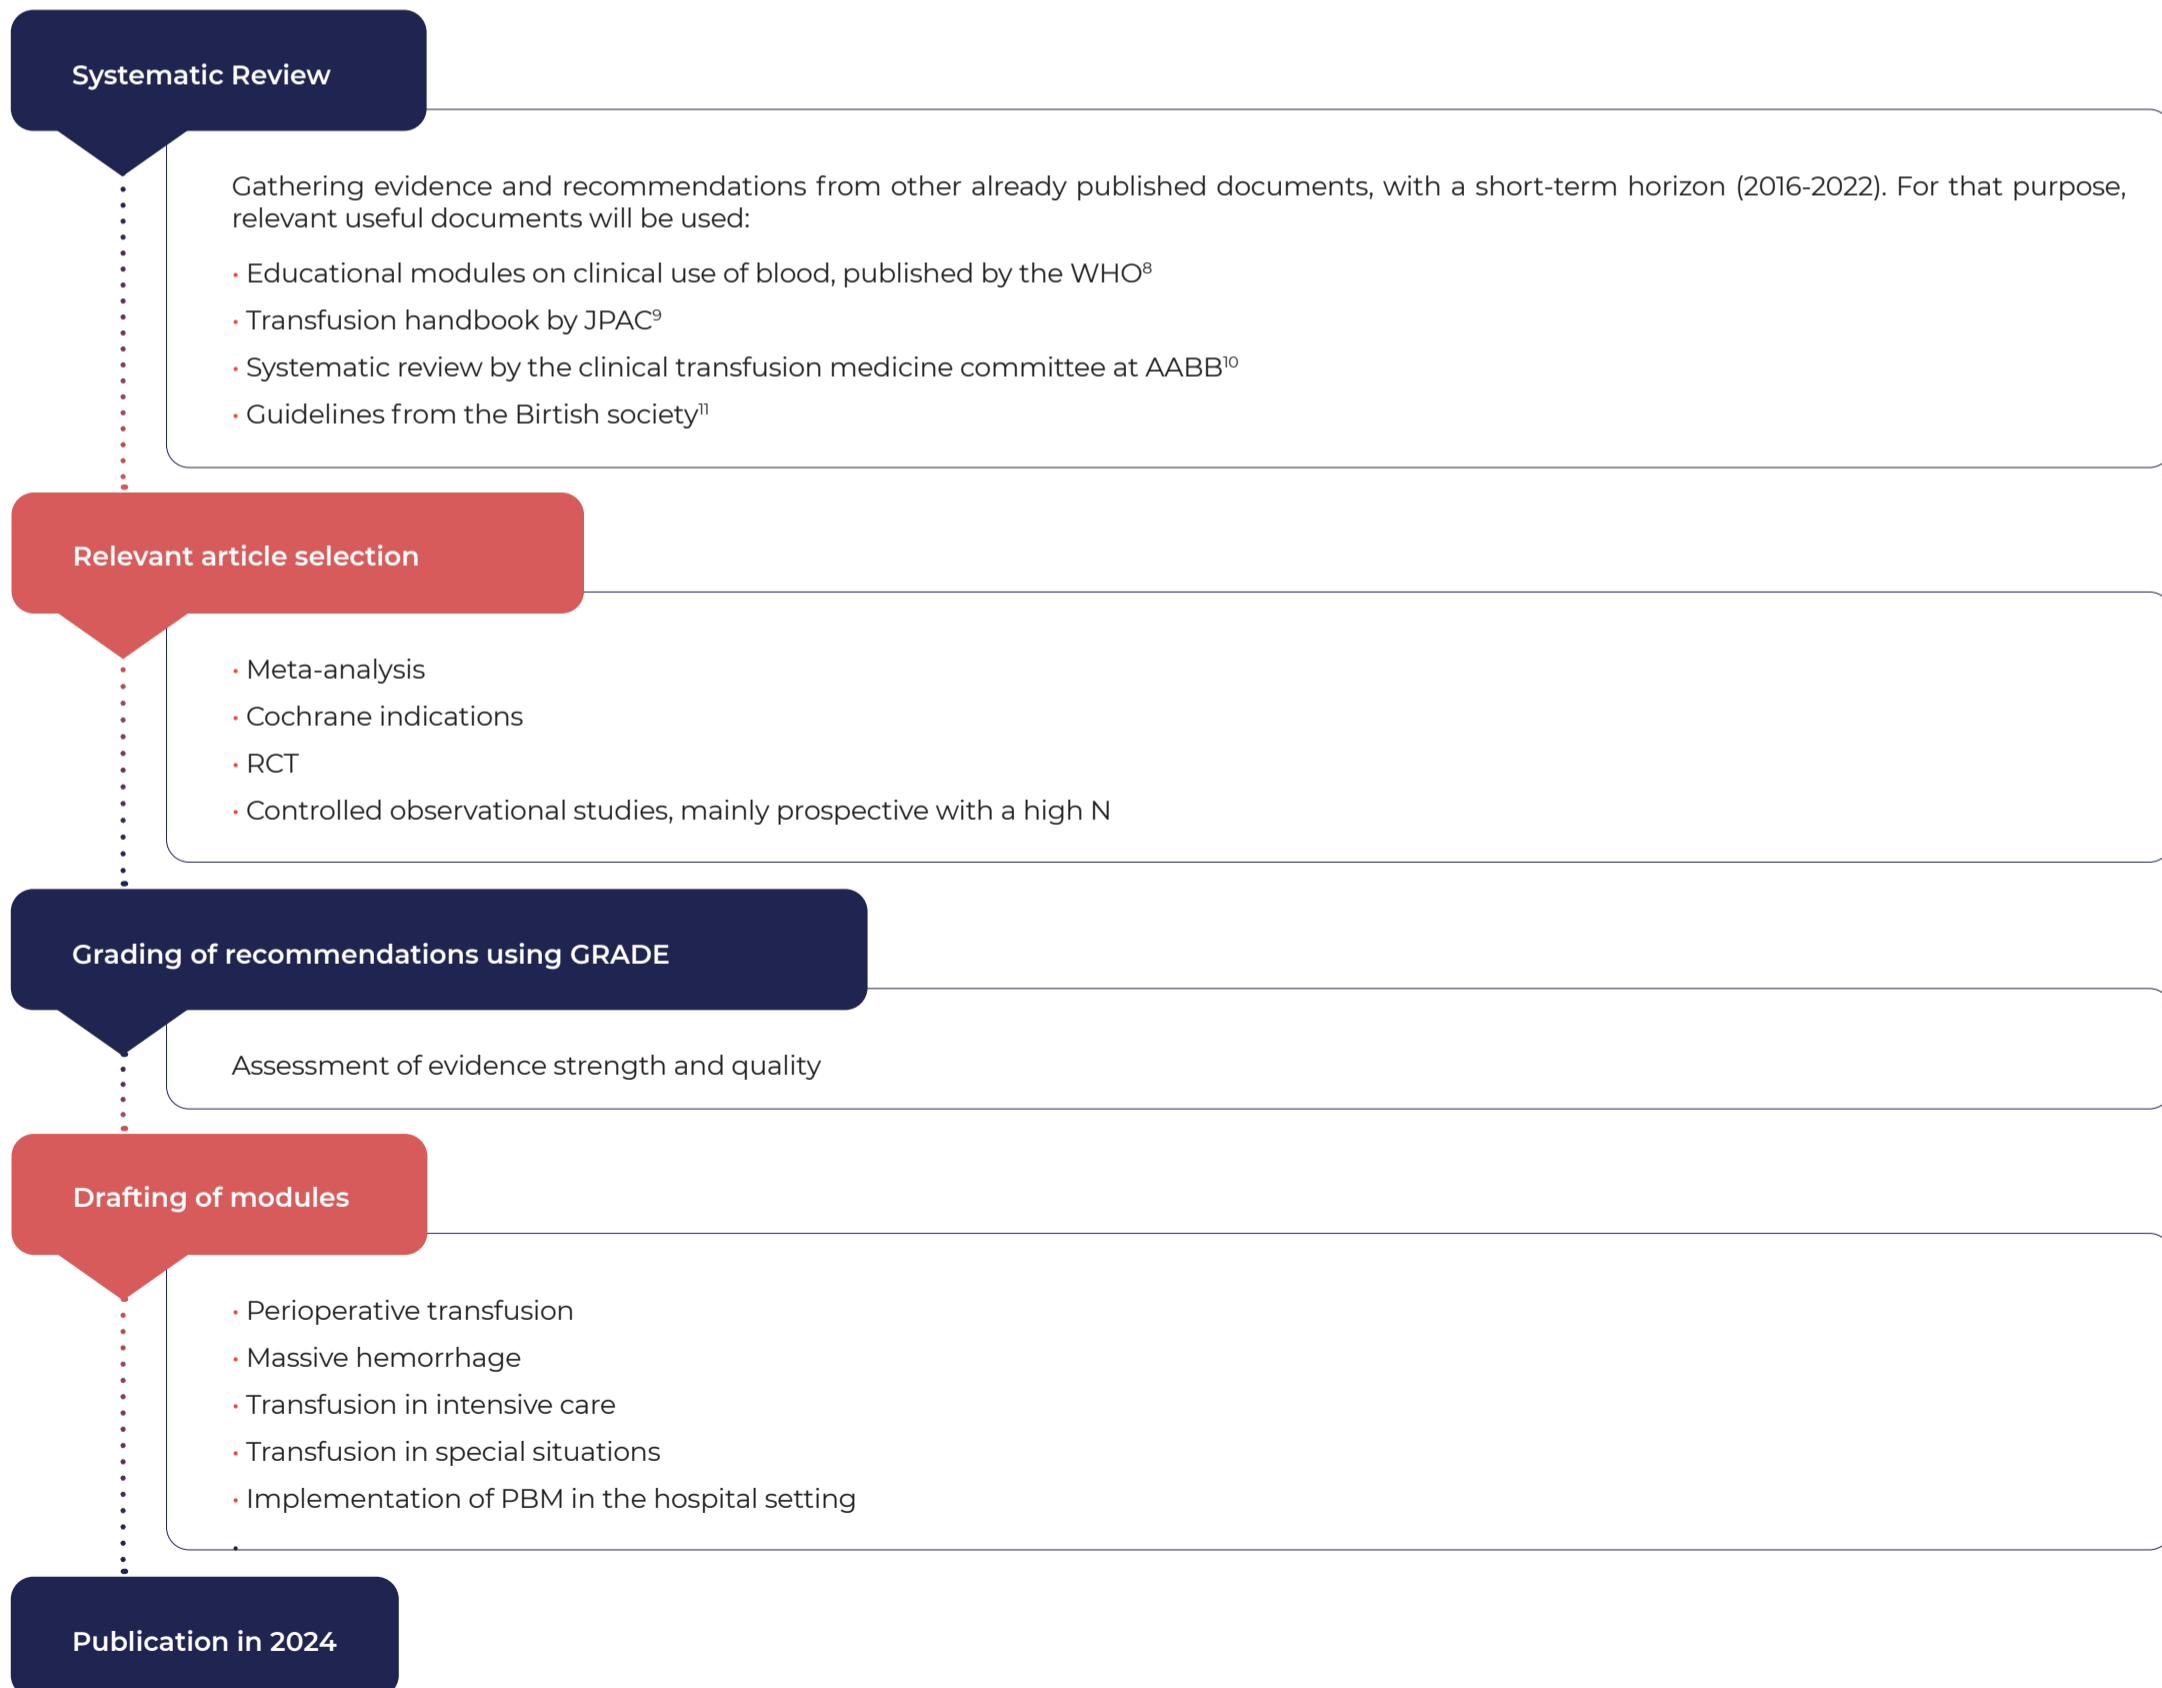 Systematic Review
Gathering evidence and recommendations from other already published documents, with a short-term horizon (2016-2022). For that purpose,
relevant useful documents will be used:
• Educational modules on clinical use of blood, published by the WHO⁸
• Transfusion handbook by JPAC⁹
• Systematic review by the clinical transfusion medicine committee at AABB¹⁰
• Guidelines from the Birtish society¹¹
Relevant article selection
• Meta-analysis
• Cochrane indications
• RCT
• Controlled observational studies, mainly prospective with a high N
Grading of recommendations using GRADE
Assessment of evidence strength and quality
Drafting of modules
• Perioperative transfusion
• Massive hemorrhage
• Transfusion in intensive care
• Transfusion in special situations
• Implementation of PBM in the hospital setting
•
Publication in 2024